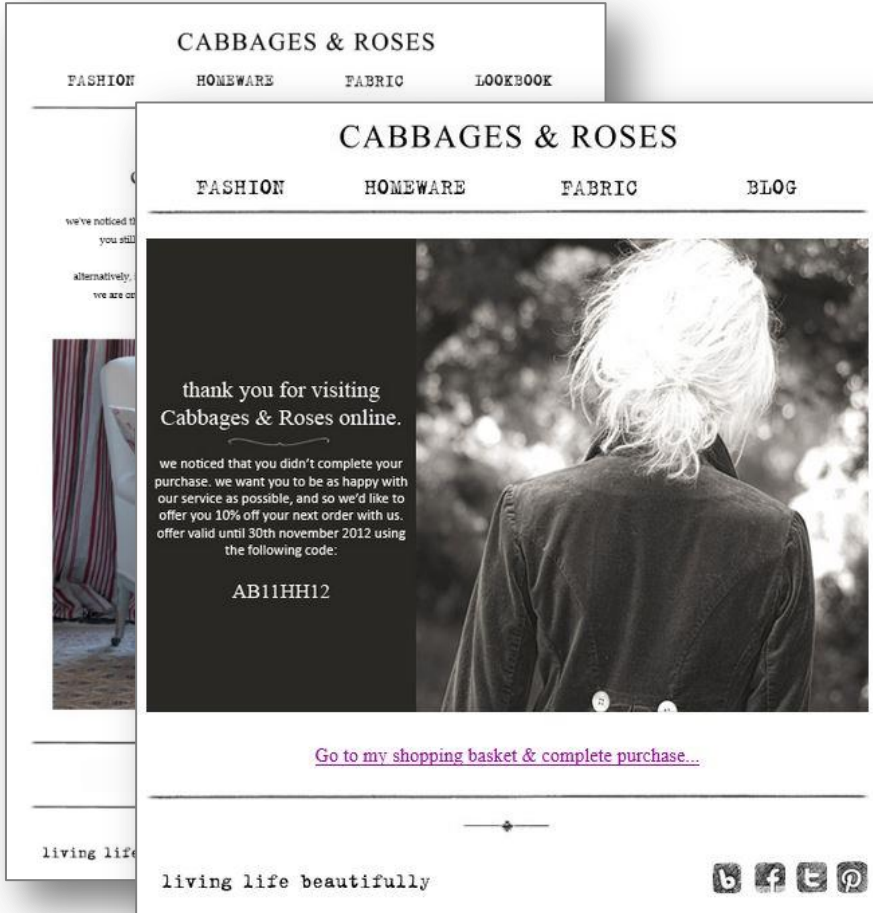 CABBAGES & ROSES
FASHION HOMEWARE FABRIC LOOKBOOK
we've noticed
you still
alternatively,
we are
living life
CABBAGES & ROSES
FASHION HOMEWARE FABRIC BLOG
thank you for visiting
Cabbages & Roses online.
we noticed that you didn't complete your
purchase. we want you to be as happy with
our service as possible, and so we'd like to
offer you 10% off your next order with us.
offer valid until 30th november 2012 using
the following code:
AB11HH12
Go to my shopping basket & complete purchase...
living life beautifully